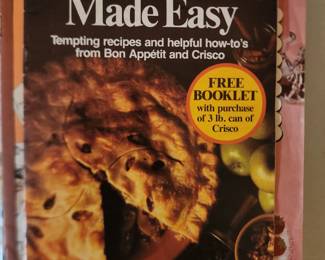 Made Easy
Tempting recipes and helpful how-to's
from Bon Appétit and Crisco
FREE
BOOKLET
with purchase
of 3 lb. can of
Crisco